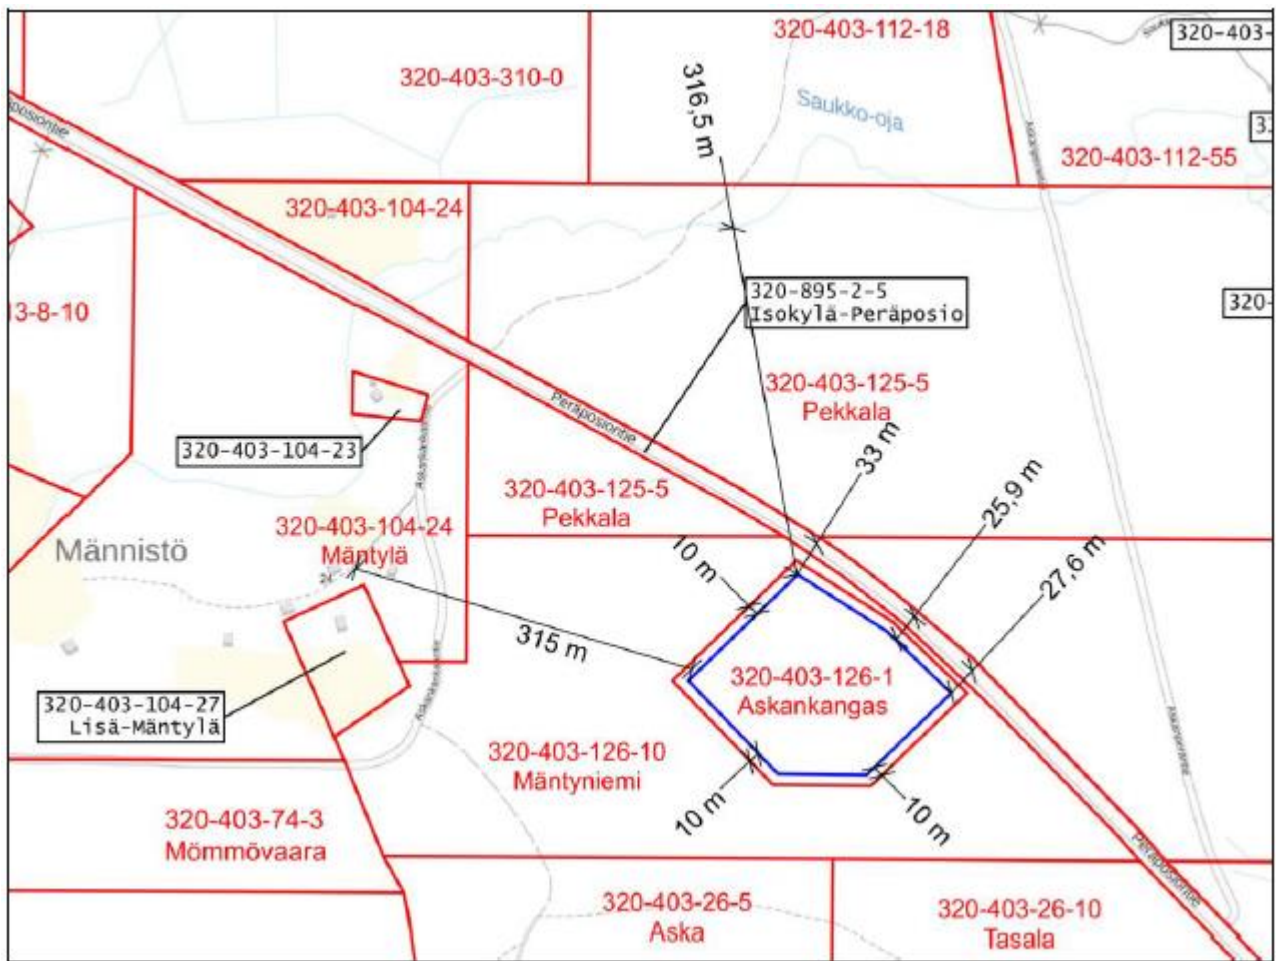 320-403-112-18
320-403-
320-403-310-0
316,5 m
Saukko-oja
320-403-112-55
320-403-104-24
320-895-2-5
Isokylä-Peräposio
320-
13-8-10
320-403-125-5
Pekkala
Peräposiontie
33 m
320-403-104-23
320-403-125-5
Pekkala
25,9 m
320-403-104-24
Mäntylä
Männistö
10 m
27,6 m
315 m
320-403-126-1
Askankangas
320-403-104-27
Lisä-Mäntylä
320-403-126-10
Mäntyniemi
10 m
10 m
320-403-74-3
Mömmövaara
Peräposiontie
320-403-26-5
Aska
320-403-26-10
Tasala